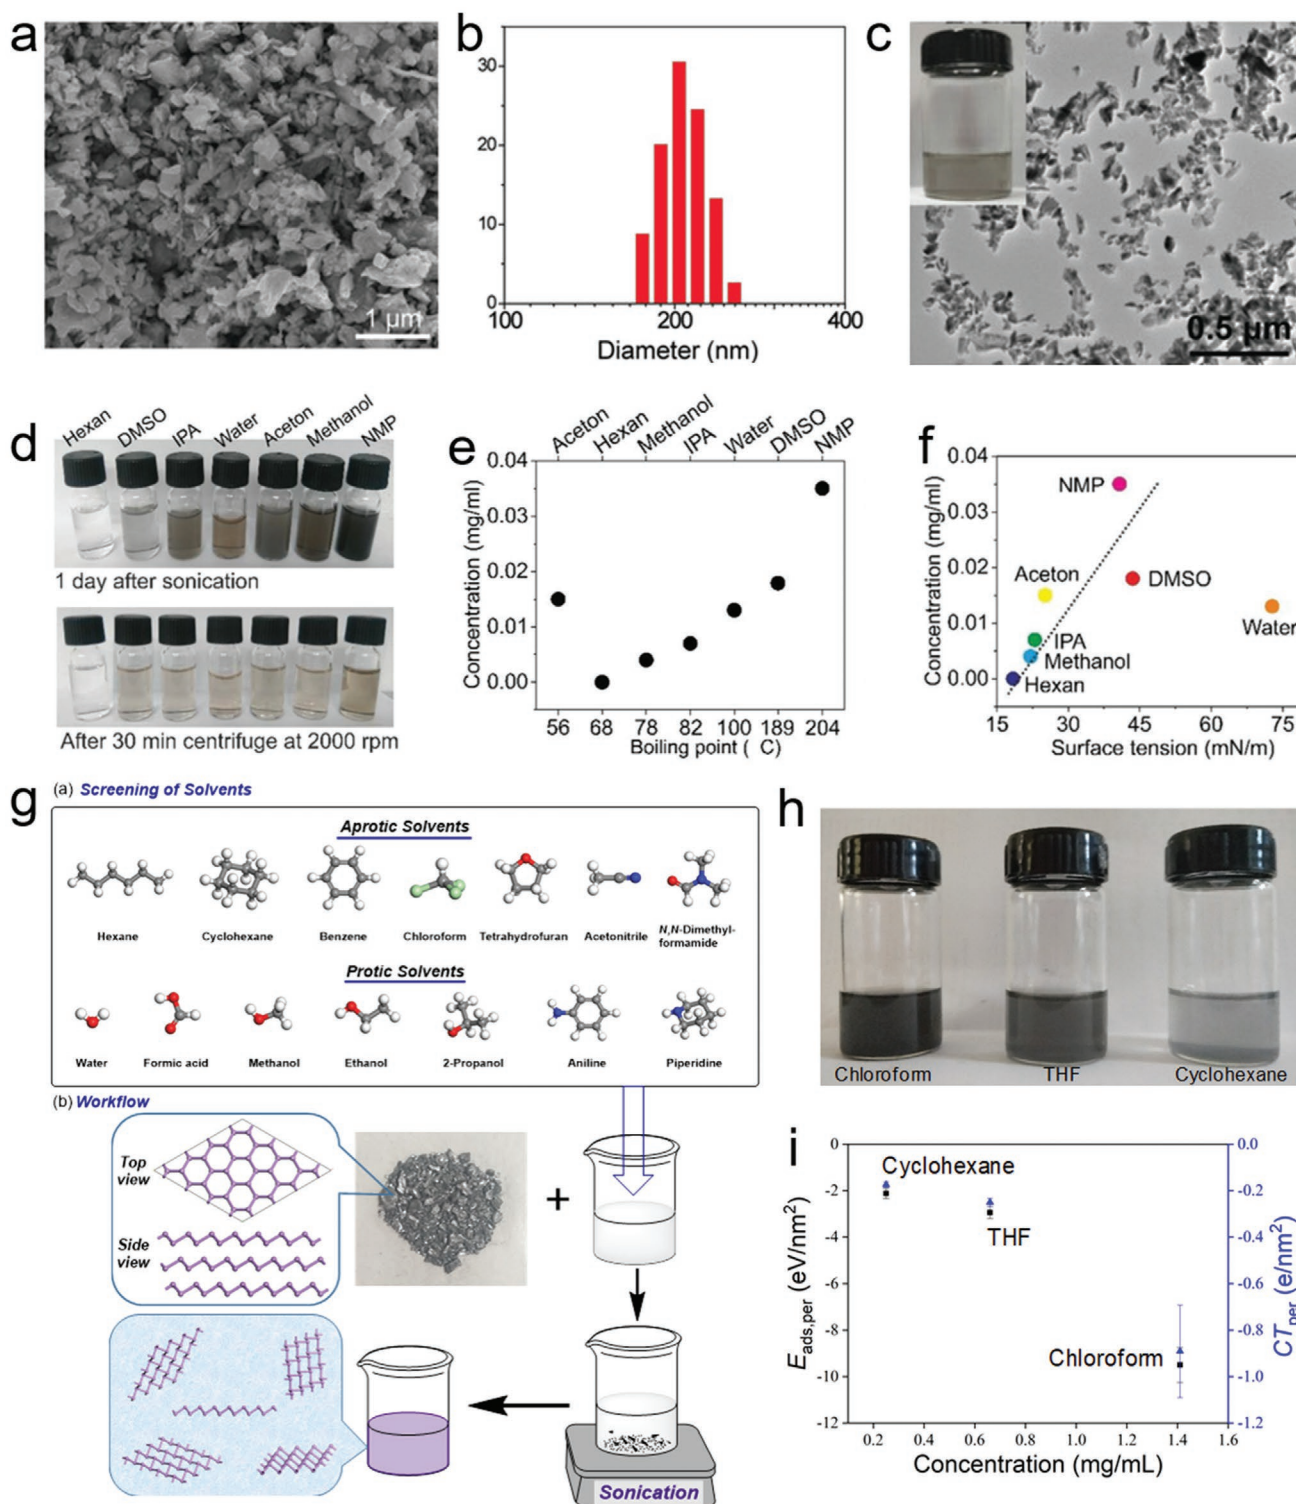 a
1 μm
b
30
20
10
0
100
200
400
Diameter (nm)
c
0.5 μm
d
Hexan
DMSO
IPA
Water
Aceton
Methanol
NMP
1 day after sonication
After 30 min centrifuge at 2000 rpm
e
Aceton
Hexan
Methanol
IPA
Water
DMSO
NMP
Concentration (mg/ml)
0.04
0.03
0.02
0.01
0.00
56
68
78
82
100
189
204
Boiling point ( C)
f
Concentration (mg/ml)
0.04
0.03
0.02
0.01
0.00
NMP
Aceton
DMSO
IPA
Water
Methanol
Hexan
15
30
45
60
75
Surface tension (mN/m)
g
(a) Screening of Solvents
Aprotic Solvents
Hexane
Cyclohexane
Benzene
Chloroform
Tetrahydrofuran
Acetonitrile
N,N-Dimethyl-
formamide
Protic Solvents
Water
Formic acid
Methanol
Ethanol
2-Propanol
Aniline
Piperidine
(b) Workflow
Top
view
Side
view
+
Sonication
h
Chloroform
THF
Cyclohexane
i
0
-2
-4
-6
-8
-10
-12
Eads,per (eV/nm2)
Cyclohexane
THF
Chloroform
0.0
-0.2
-0.4
-0.6
-0.8
-1.0
-1.2
CTper (e/nm2)
0.2
0.4
0.6
0.8
1.0
1.2
1.4
1.6
Concentration (mg/mL)